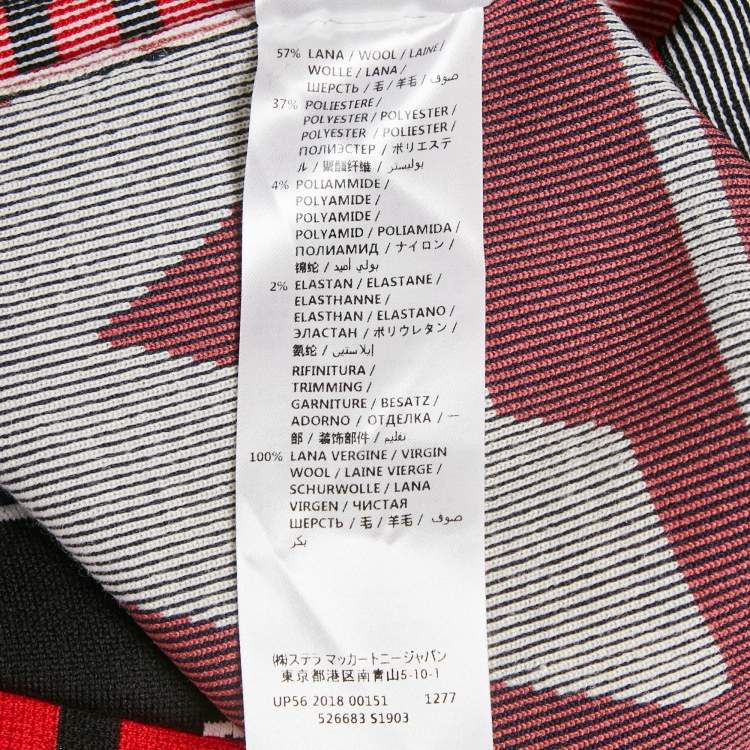 57% LANA / WOOL / LAINE /
WOLLE / LANA /
ШЕРСТЬ / 毛 / 羊毛 / صوف
37% POLIESTERE /
POLYESTER / POLYESTER /
POLYESTER / POLIESTER /
ПОЛИЭСТЕР / ポリエステ
ル / 聚酯纤维 / بوليستر
4% POLIAMMIDE /
POLYAMIDE /
POLYAMIDE /
POLYAMID / POLIAMIDA /
ПОЛИАМИД / ナイロン /
锦纶 / بولي أميد
2% ELASTAN / ELASTANE /
ELASTHANNE /
ELASTHAN / ELASTANO /
ЭЛАСТАН / ポリウレタン /
氨纶 /
RIFINITURA /
TRIMMING /
GARNITURE / BESATZ /
ADORNO / ОТДЕЛКА / 一
部 / 装饰部件 / تقليم
100% LANA VERGINE / VIRGIN
WOOL / LAINE VIERGE /
SCHURWOLLE / LANA
VIRGEN / ЧИСТАЯ
ШЕРСТЬ / 毛 / 羊毛 / صوف
بكر
㈱ステラ マッカートニージャパン
東京都港区南青山5-10-1
UP56 2018 00151 1277
526683 S1903